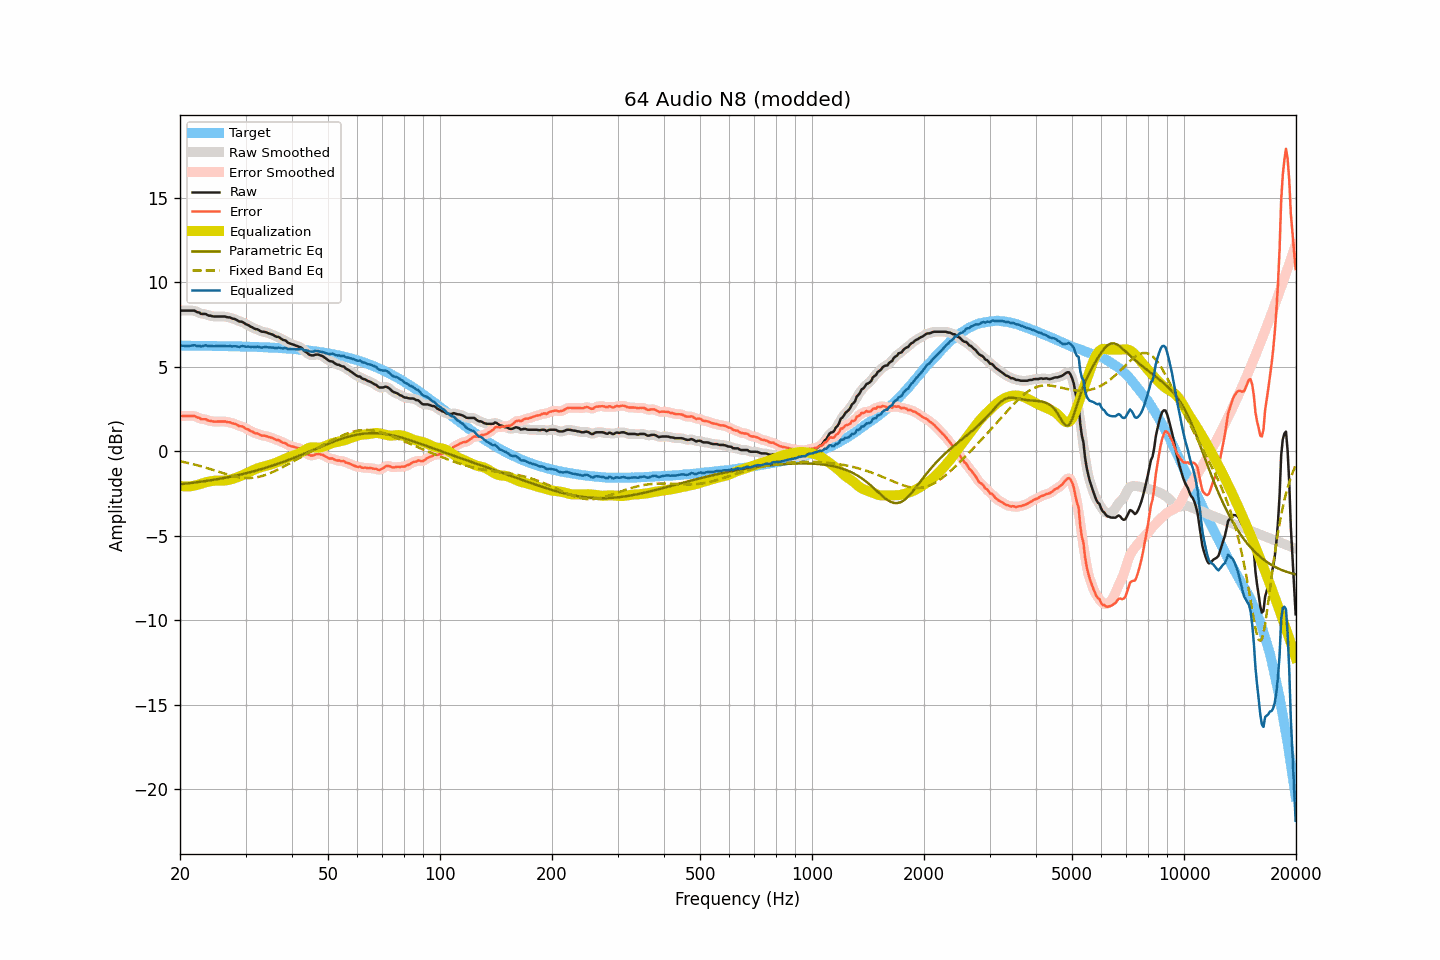 64 Audio N8 (modded)
Target
Raw Smoothed
Error Smoothed
Raw
Error
Equalization
Parametric Eq
Fixed Band Eq
Equalized
15
10
5
0
−5
−10
−15
−20
Amplitude (dBr)
20 50 100 200 500 1000 2000 5000 10000 20000
Frequency (Hz)